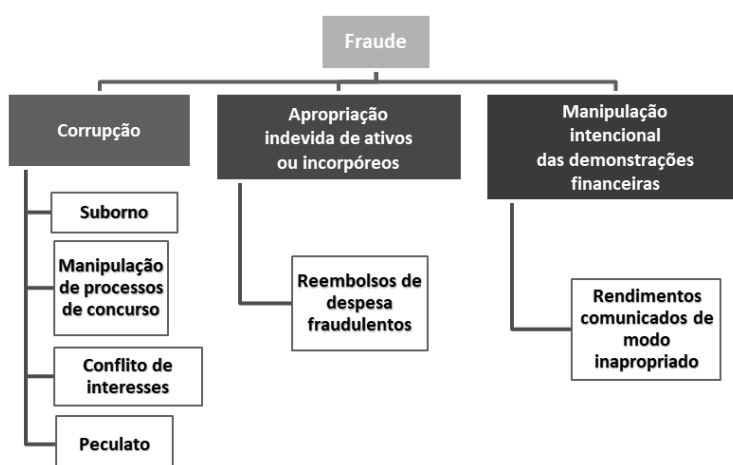 Fraude
Corrupção
Apropriação
indevida de ativos
ou incorpóreos
Manipulação
intencional
das demonstrações
financeiras
Suborno
Manipulação
de processos
de concurso
Conflito de
interesses
Peculato
Reembolsos de
despesa
fraudulentos
Rendimentos
comunicados de
modo
inapropriado